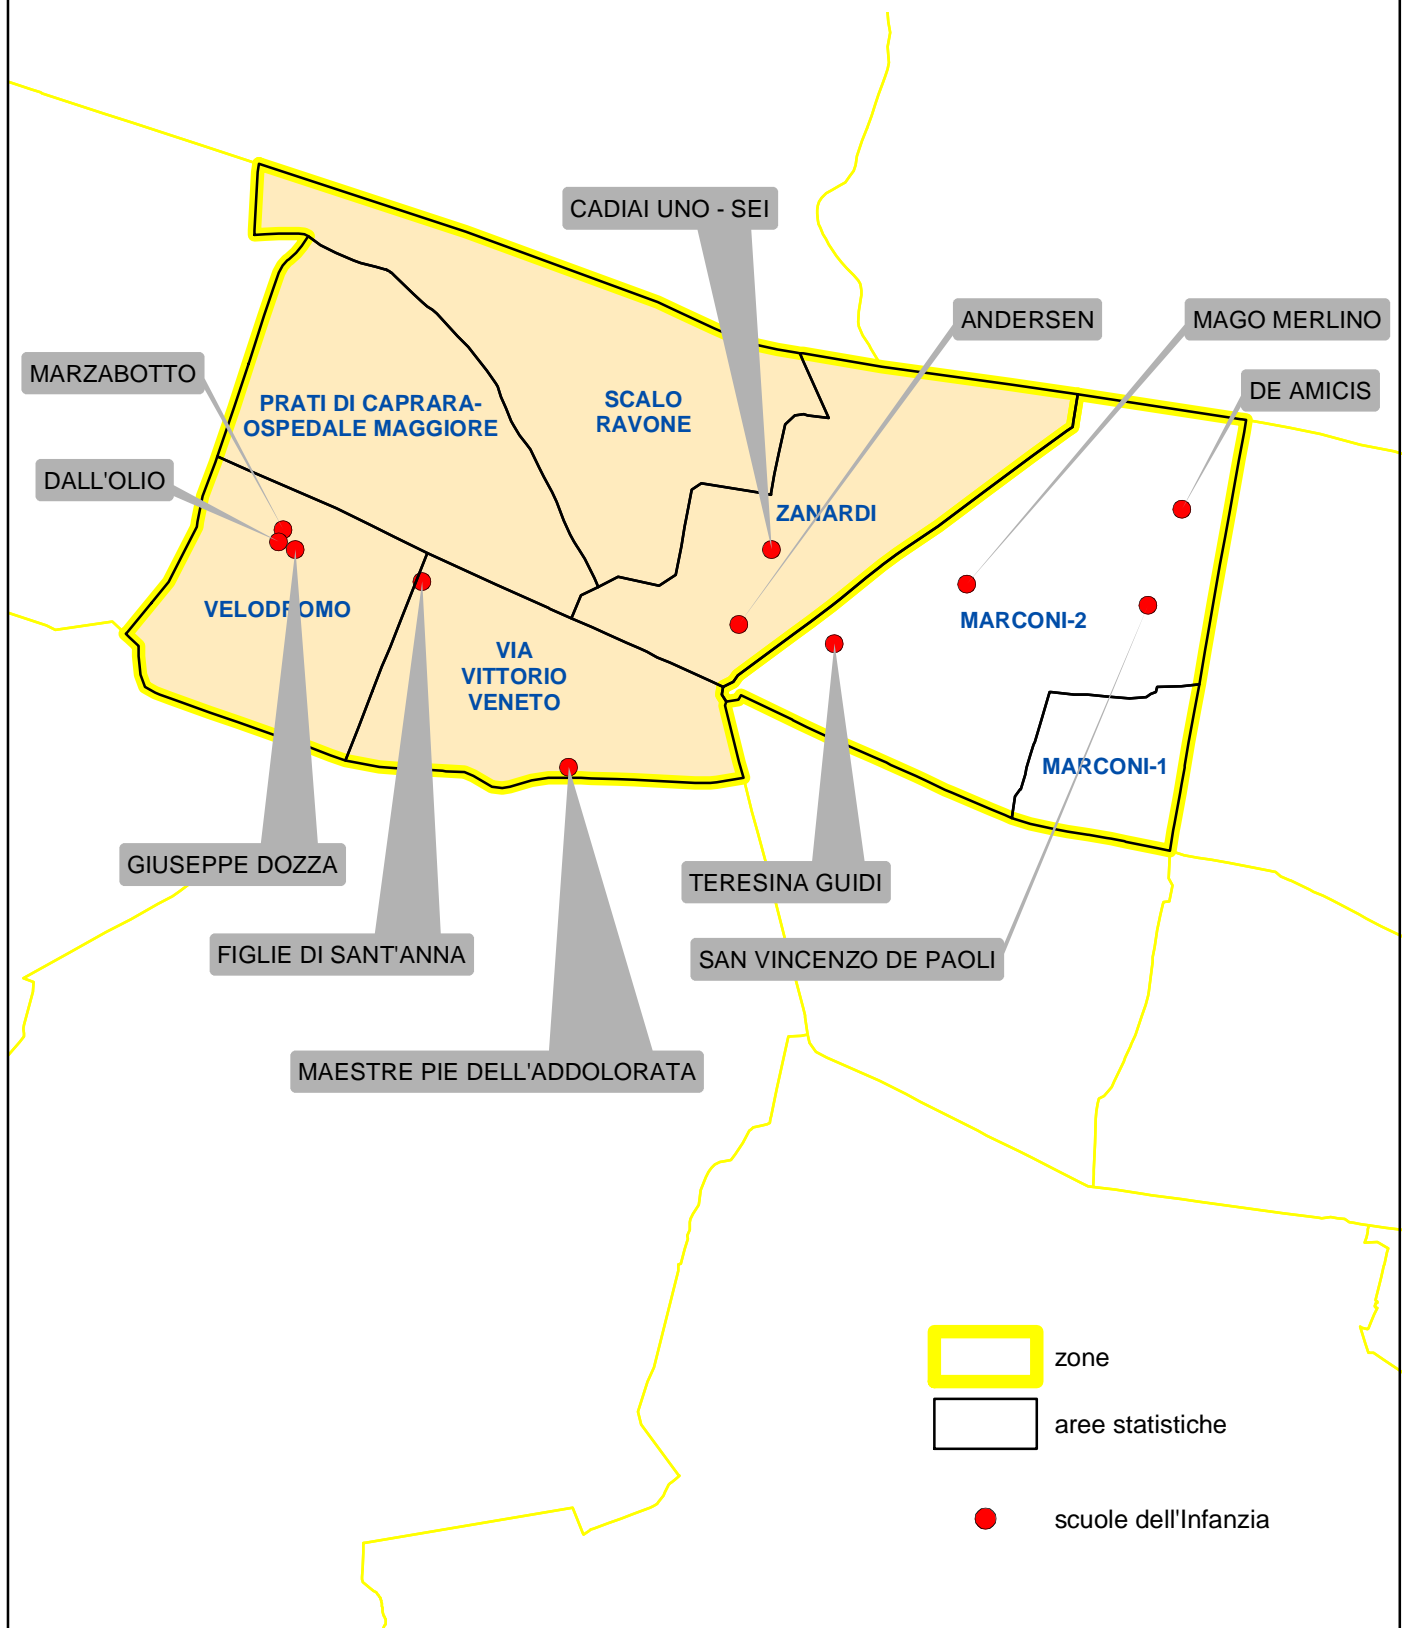 CADIAI UNO - SEI
ANDERSEN
MAGO MERLINO
MARZABOTTO
DE AMICIS
PRATI DI CAPRARA-
OSPEDALE MAGGIORE
SCALO
RAVONE
DALL'OLIO
ZANARDI
VELODROMO
MARCONI-2
VIA
VITTORIO
VENETO
MARCONI-1
GIUSEPPE DOZZA
TERESINA GUIDI
FIGLIE DI SANT'ANNA
SAN VINCENZO DE PAOLI
MAESTRE PIE DELL'ADDOLORATA
zone
aree statistiche
scuole dell'Infanzia